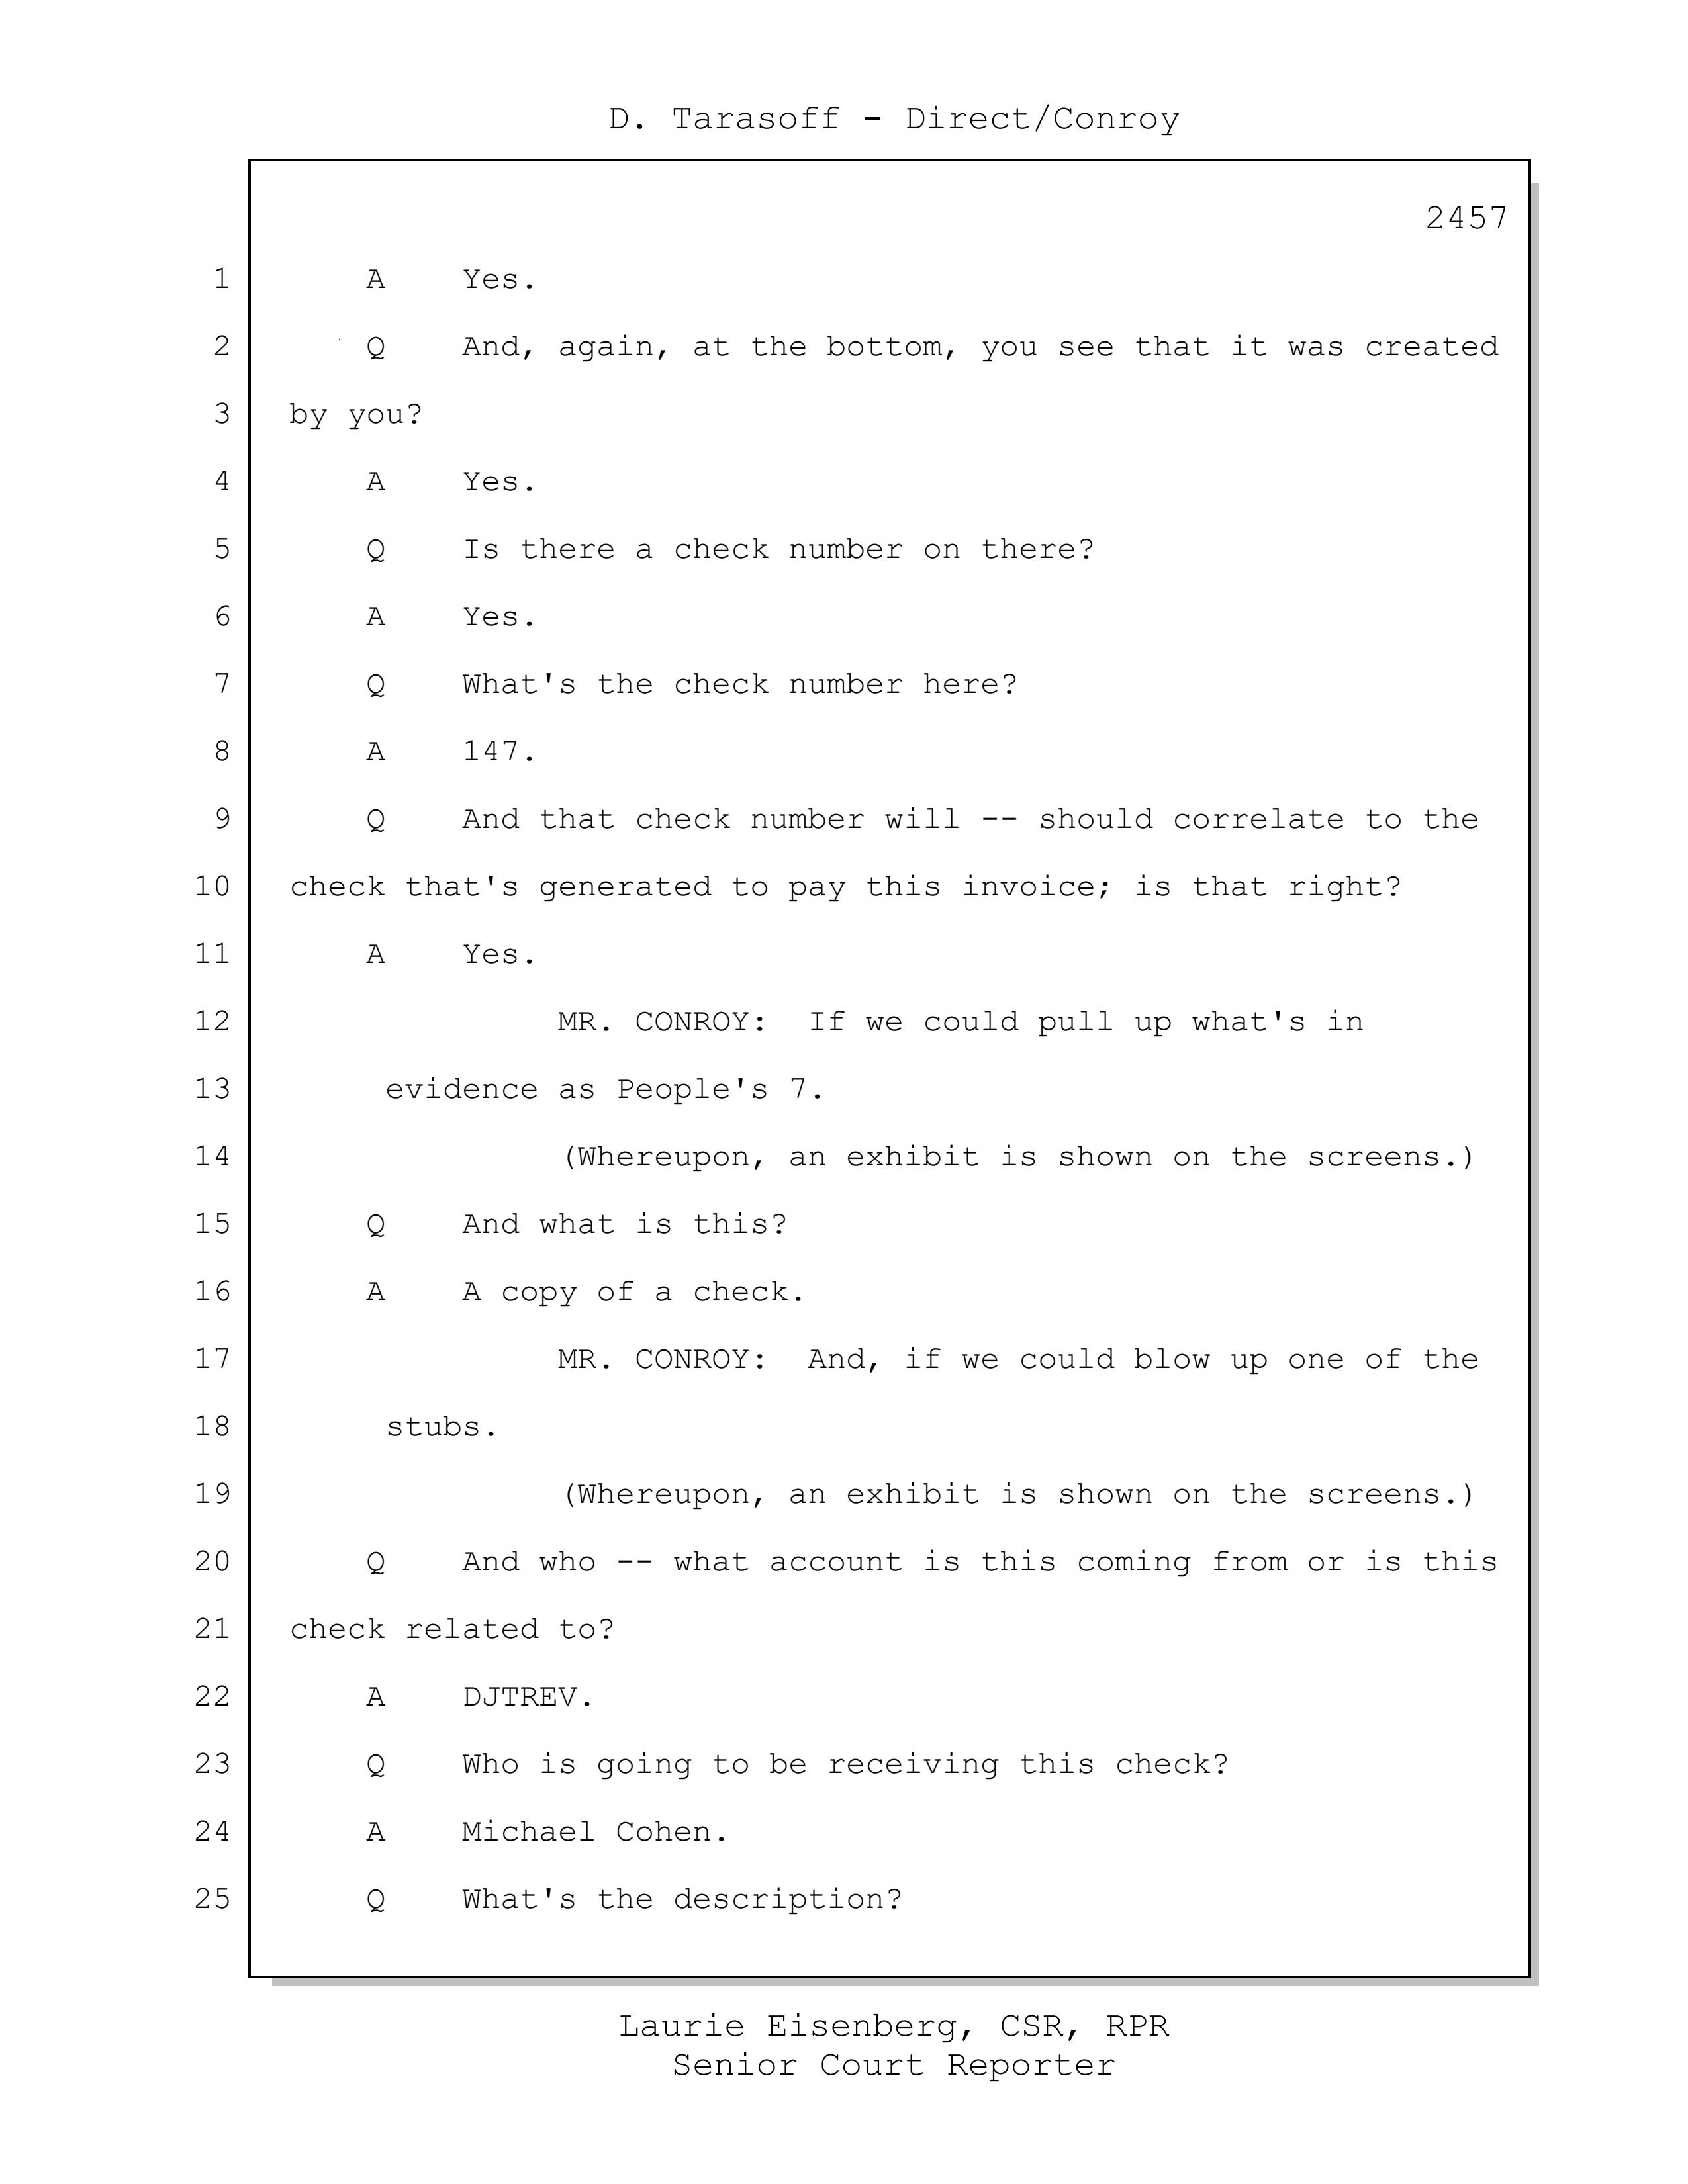 D. Tarasoff - Direct/Conroy
2457
1 A Yes.
2 Q And, again, at the bottom, you see that it was created
3 by you?
4 A Yes.
5 Q Is there a check number on there?
6 A Yes.
7 Q What's the check number here?
8 A 147.
9 Q And that check number will -- should correlate to the
10 check that's generated to pay this invoice; is that right?
11 A Yes.
12 MR. CONROY: If we could pull up what's in
13 evidence as People's 7.
14 (Whereupon, an exhibit is shown on the screens.)
15 Q And what is this?
16 A A copy of a check.
17 MR. CONROY: And, if we could blow up one of the
18 stubs.
19 (Whereupon, an exhibit is shown on the screens.)
20 Q And who -- what account is this coming from or is this
21 check related to?
22 A DJTREV.
23 Q Who is going to be receiving this check?
24 A Michael Cohen.
25 Q What's the description?
Laurie Eisenberg, CSR, RPR
Senior Court Reporter